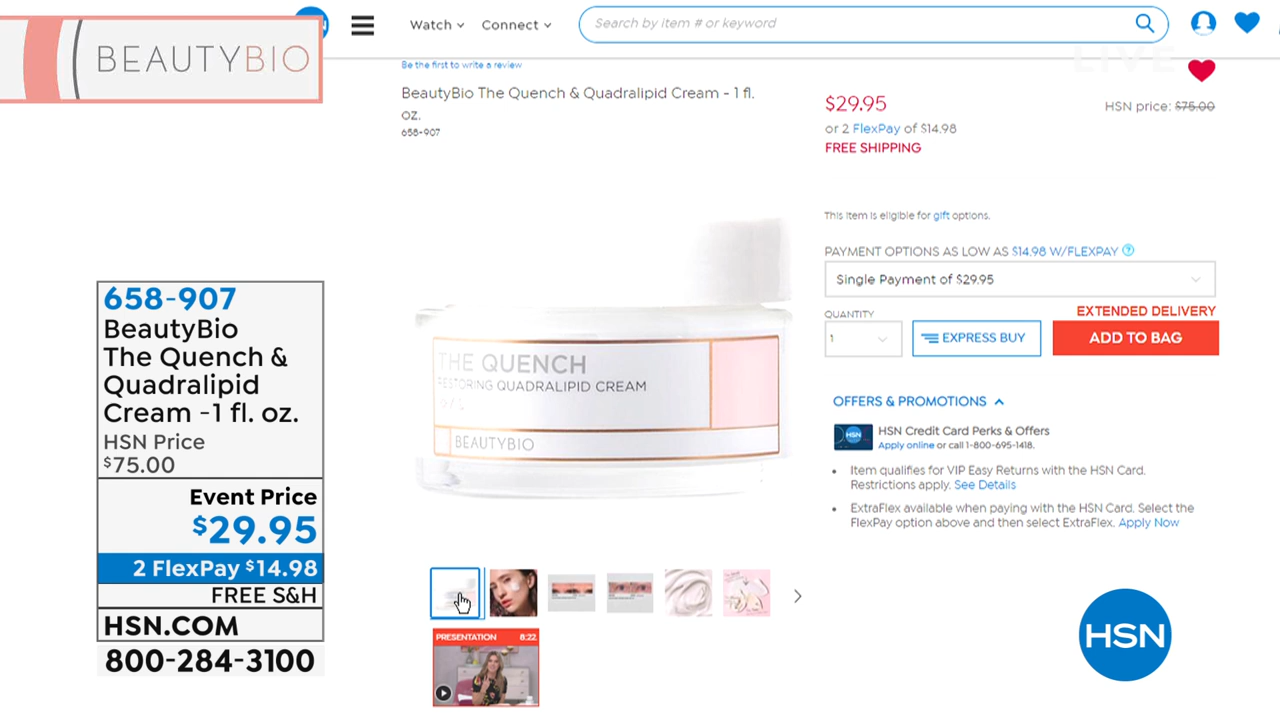 BEAUTYBIO
Watch
Connect
Search by item # or keyword
LIVE
Be the first to write a review
BeautyBio The Quench & Quadralipid Cream - 1 fl.
oz.
658-907
$29.95
HSN price: $75.00
or 2 FlexPay of $14.98
FREE SHIPPING
This item is eligible for gift options.
PAYMENT OPTIONS AS LOW AS $14.98 W/FLEXPAY ?
Single Payment of $29.95
EXTENDED DELIVERY
QUANTITY
1
EXPRESS BUY
ADD TO BAG
OFFERS & PROMOTIONS
HSN
HSN Credit Card Perks & Offers
Apply online or call 1-800-695-1418.
• Item qualifies for VIP Easy Returns with the HSN Card.
Restrictions apply. See Details
• ExtraFlex available when paying with the HSN Card. Select the
FlexPay option above and then select ExtraFlex. Apply Now
THE QUENCH
RESTORING QUADRALIPID CREAM
BEAUTYBIO
PRESENTATION 8:22
658-907
BeautyBio
The Quench &
Quadralipid
Cream -1 fl. oz.
HSN Price
$75.00
Event Price
$29.95
2 FlexPay $14.98
FREE S&H
HSN.COM
800-284-3100
HSN